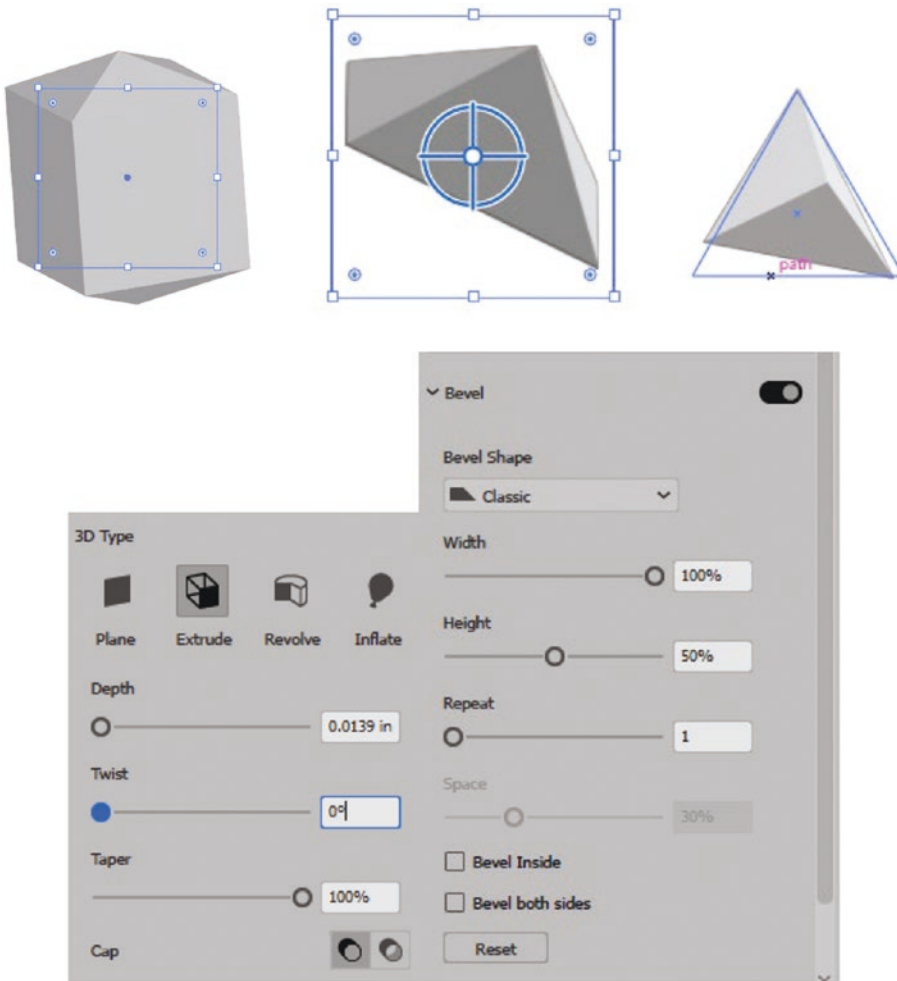 path
3D Type
Plane Extrude Revolve Inflate
Depth
0.0139 in
Twist
0°
Taper
100%
Cap
Bevel
Bevel Shape
Classic
Width
100%
Height
50%
Repeat
1
Space
30%
Bevel Inside
Bevel both sides
Reset